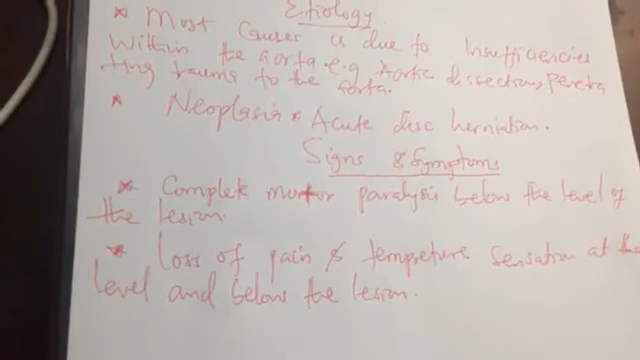 Etiology
* Most causes is due to Insufficiencies
Within the aorta e.g Aortic dissection, penetra
ting trauma to the aorta.
* Neoplasia * Acute disc herniation.
Signs & Symptoms
* Complete motor paralysis below the level of
the lesion.
* Loss of pain & tempreture sensation at the
level and below the lesion.